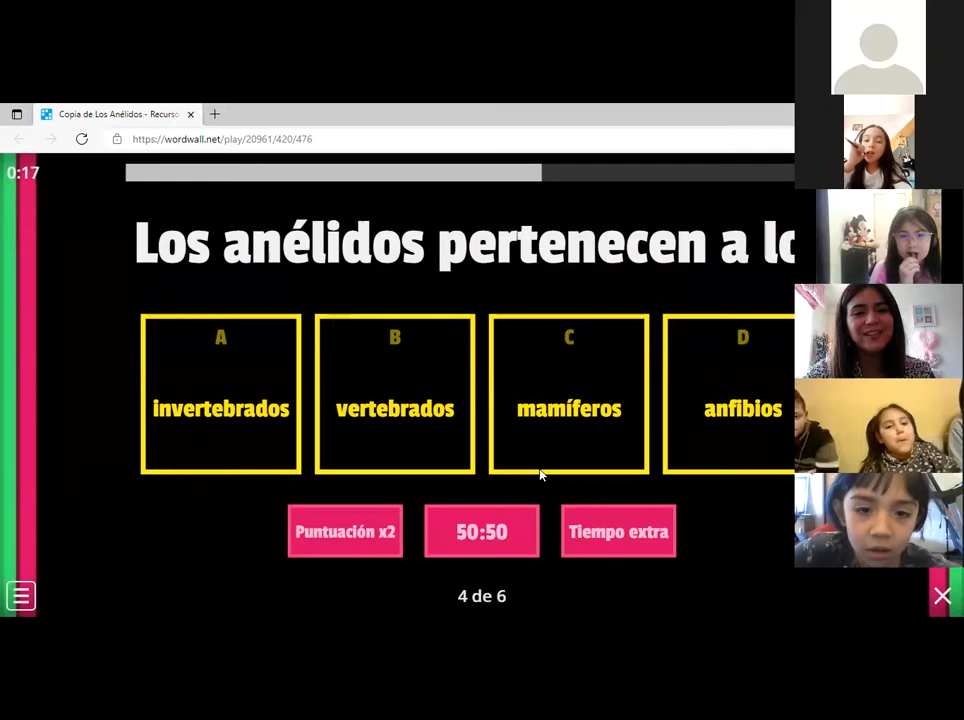 Copia de Los Anélidos - Recurso
https://wordwall.net/play/20961/420/476
0:17
Los anélidos pertenecen a lo
A
B
C
D
invertebrados
vertebrados
mamíferos
anfibios
Puntuación x2
50:50
Tiempo extra
4 de 6